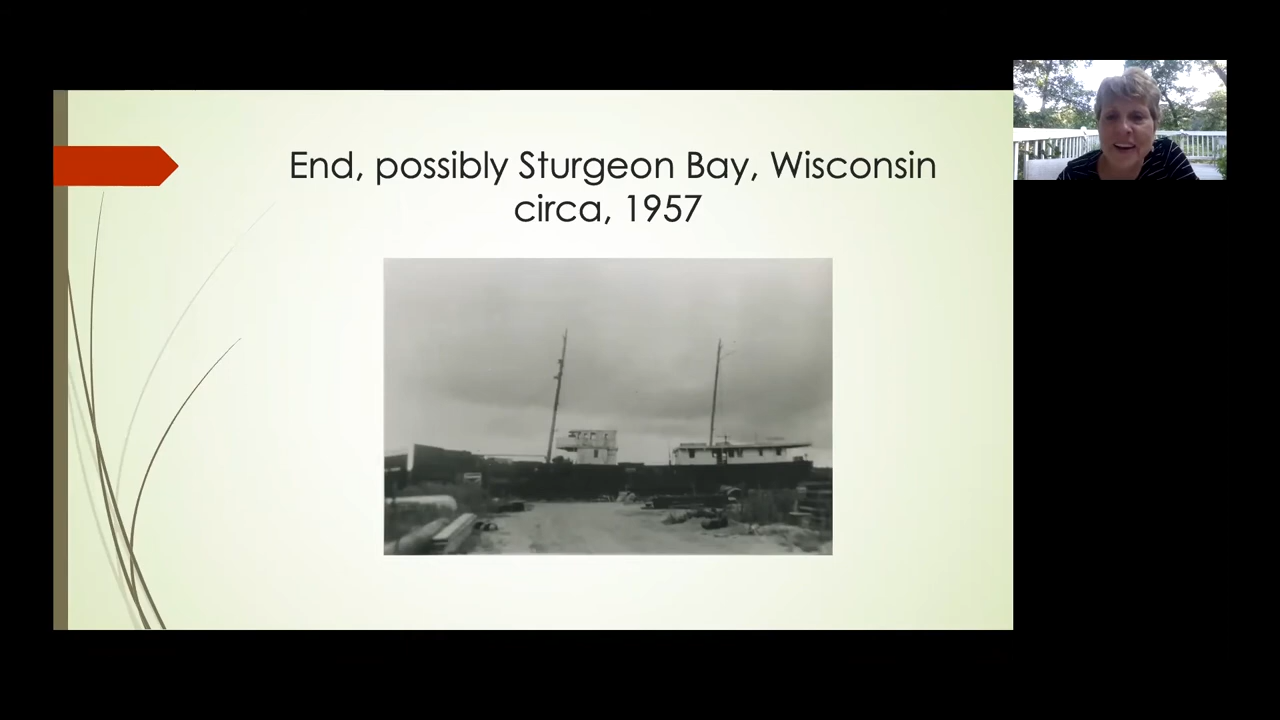 End, possibly Sturgeon Bay, Wisconsin
circa, 1957